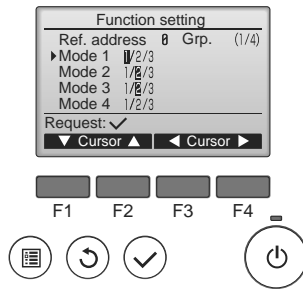 Function setting
Ref. address 0 Grp. (1/4)
Mode 1 1/2/3
Mode 2 1/2/3
Mode 3 1/2/3
Mode 4 1/2/3
Request: ✓
▼ Cursor ▲ ◀ Cursor ▶
F1 F2 F3 F4